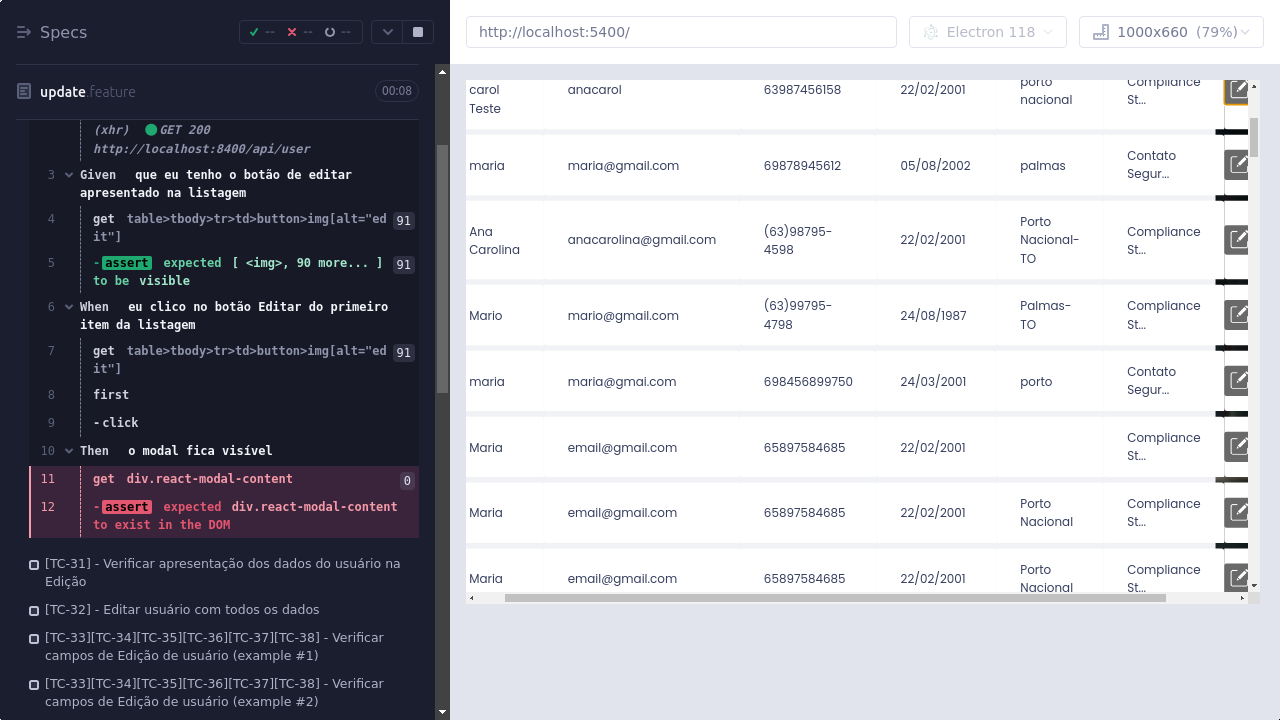 Specs
-- -- --
http://localhost:5400/
Electron 118
1000x660 (79%)
update.feature
00:08
(xhr) GET 200
http://localhost:8400/api/user
3 Given que eu tenho o botão de editar
apresentado na listagem
4 get table>tbody>tr>td>button>img[alt="ed
it"]
91
5 -assert expected [ <img>, 90 more... ]
to be visible
91
6 When eu clico no botão Editar do primeiro
item da listagem
7 get table>tbody>tr>td>button>img[alt="ed
it"]
91
8 first
9 -click
10 Then o modal fica visível
11 get div.react-modal-content
0
12 -assert expected div.react-modal-content
to exist in the DOM
[TC-31] - Verificar apresentação dos dados do usuário na
Edição
[TC-32] - Editar usuário com todos os dados
[TC-33][TC-34][TC-35][TC-36][TC-37][TC-38] - Verificar
campos de Edição de usuário (example #1)
[TC-33][TC-34][TC-35][TC-36][TC-37][TC-38] - Verificar
campos de Edição de usuário (example #2)
carol
Teste
anacarol
63987456158
22/02/2001
porto
nacional
Compliance
St...
maria
maria@gmail.com
69878945612
05/08/2002
palmas
Contato
Segur...
Ana
Carolina
anacarolina@gmail.com
(63)98795-
4598
22/02/2001
Porto
Nacional-
TO
Compliance
St...
Mario
mario@gmail.com
(63)99795-
4798
24/08/1987
Palmas-
TO
Compliance
St...
maria
maria@gmai.com
698456899750
24/03/2001
porto
Contato
Segur...
Maria
email@gmail.com
65897584685
22/02/2001
Compliance
St...
Maria
email@gmail.com
65897584685
22/02/2001
Porto
Nacional
Compliance
St...
Maria
email@gmail.com
65897584685
22/02/2001
Porto
Nacional
Compliance
St...